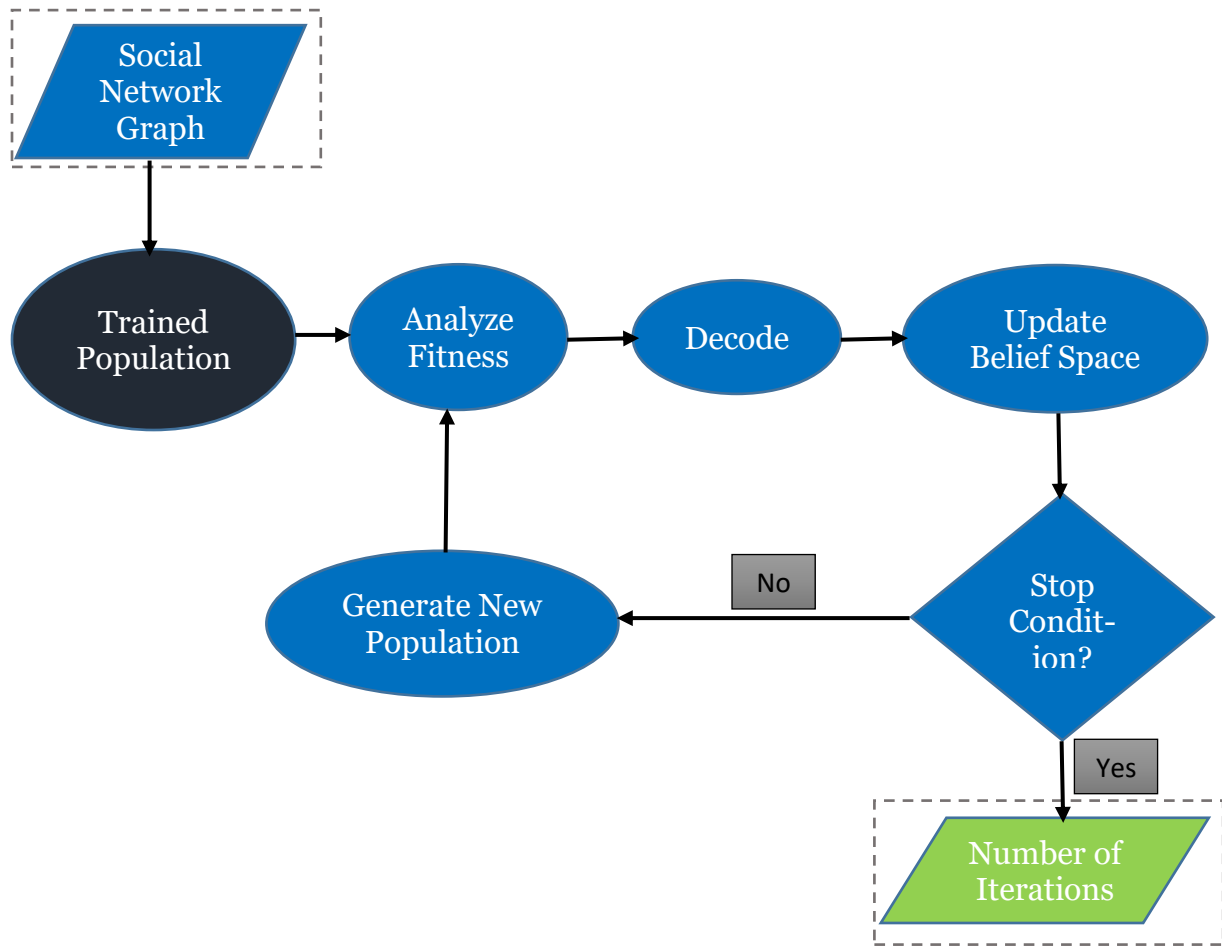 Social
Network
Graph
Trained
Population
Analyze
Fitness
Decode
Update
Belief Space
Generate New
Population
No
Stop
Condit-
ion?
Yes
Number of
Iterations